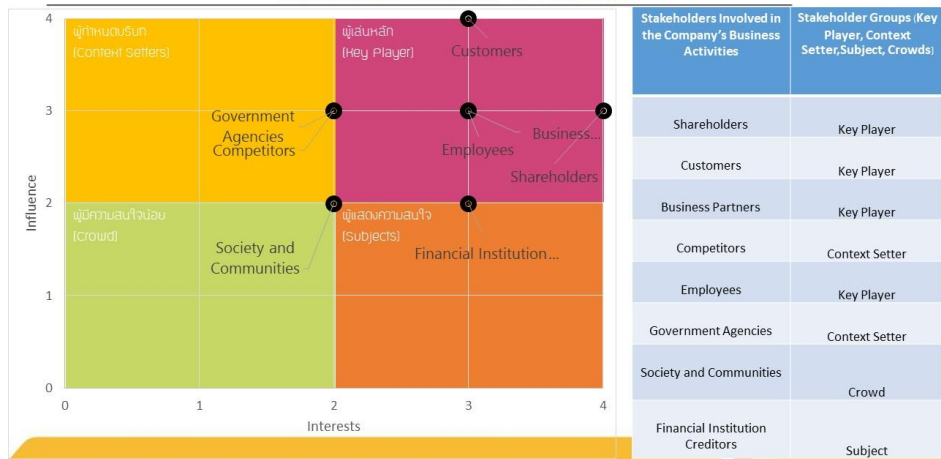 4
3
2
1
0
Influence
0
1
2
3
4
Interests
ผู้กำหนดบริบท
(Context Setters)
ผู้เล่นหลัก
(Key Player)
ผู้มีความสนใจน้อย
(Crowd)
ผู้แสดงความสนใจ
(Subjects)
Customers
Government
Agencies
Competitors
Employees
Business...
Shareholders
Society and
Communities
Financial Institution...
Stakeholders Involved in
the Company's Business
Activities
Stakeholder Groups (Key
Player, Context
Setter,Subject, Crowds)
Shareholders
Key Player
Customers
Key Player
Business Partners
Key Player
Competitors
Context Setter
Employees
Key Player
Government Agencies
Context Setter
Society and Communities
Crowd
Financial Institution
Creditors
Subject